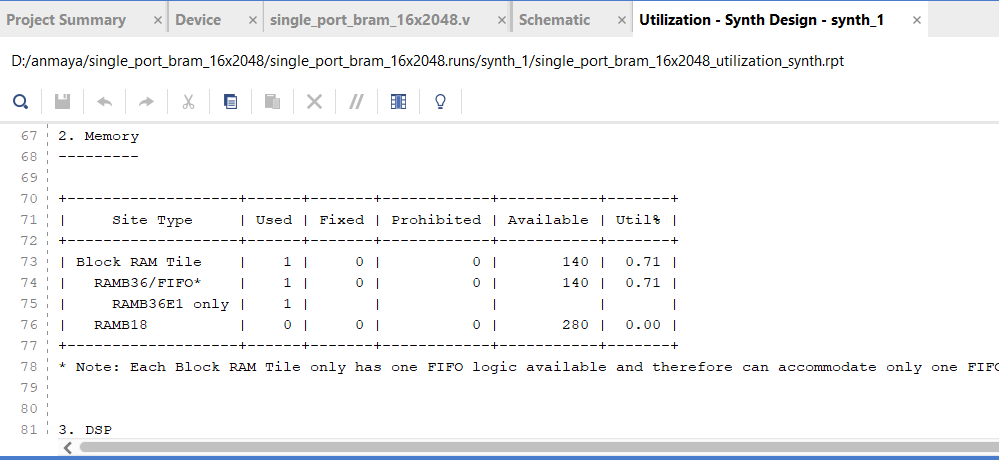 Project Summary × Device × single_port_bram_16x2048.v × Schematic × Utilization - Synth Design - synth_1 ×
D:/anmaya/single_port_bram_16x2048/single_port_bram_16x2048.runs/synth_1/single_port_bram_16x2048_utilization_synth.rpt
67 2. Memory
68 ---------
69
70 +-------------------+------+-------+------------+-----------+-------+
71 |     Site Type     | Used | Fixed | Prohibited | Available | Util% |
72 +-------------------+------+-------+------------+-----------+-------+
73 | Block RAM Tile    |    1 |     0 |          0 |       140 |  0.71 |
74 |   RAMB36/FIFO*    |    1 |     0 |          0 |       140 |  0.71 |
75 |     RAMB36E1 only |    1 |       |            |           |       |
76 |   RAMB18          |    0 |     0 |          0 |       280 |  0.00 |
77 +-------------------+------+-------+------------+-----------+-------+
78 * Note: Each Block RAM Tile only has one FIFO logic available and therefore can accommodate only one FIFO
79
80
81 3. DSP